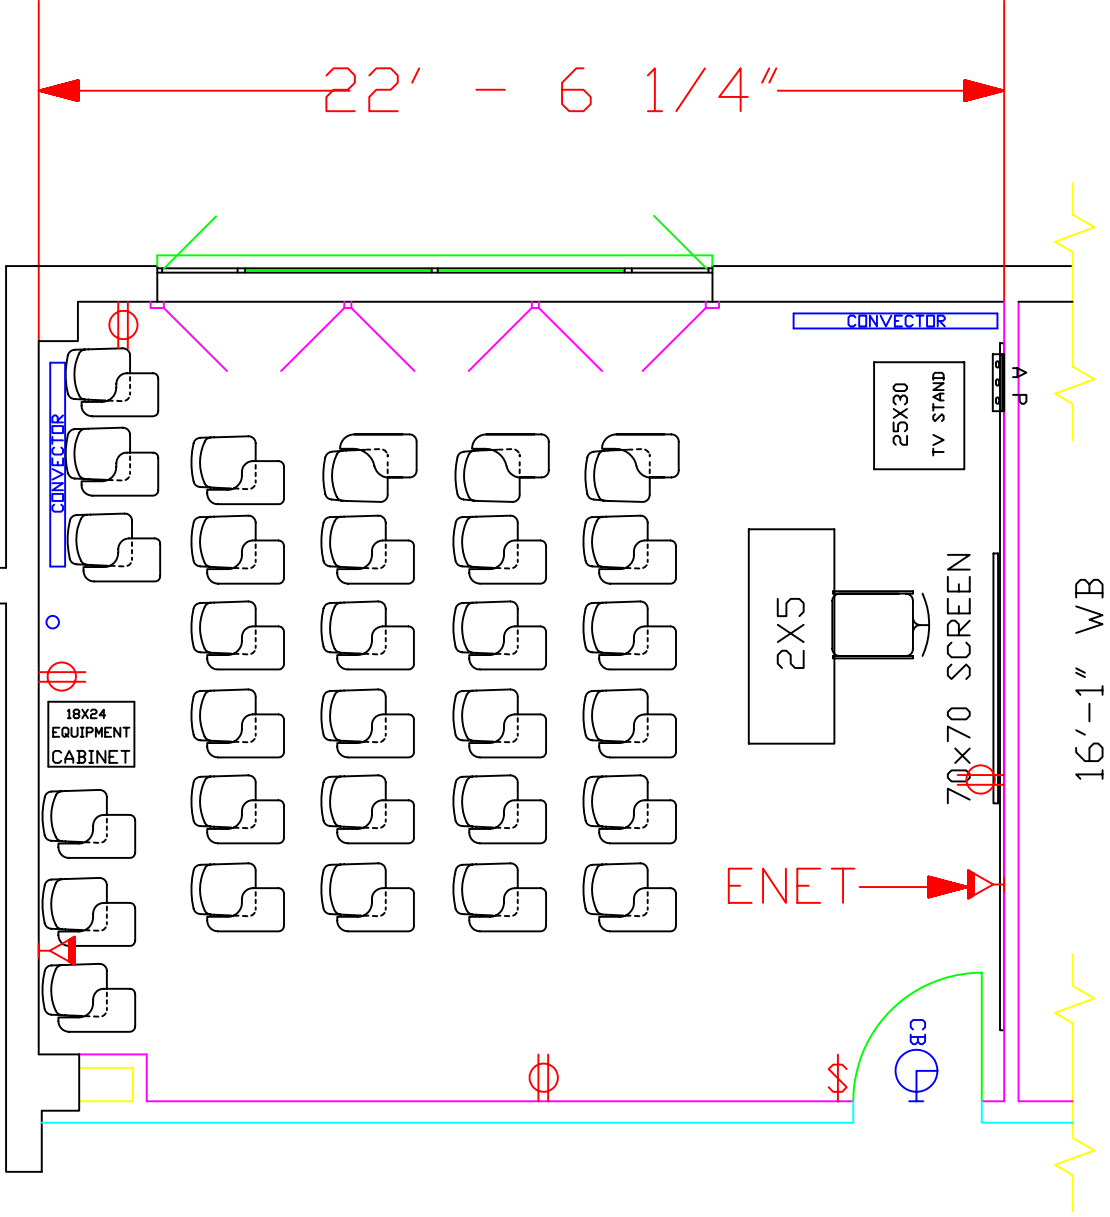 22' - 6 1/4"
CONVECTOR
A P
25X30
TV STAND
CONVECTOR
2X5
70x70 SCREEN
16'-1" WB
18X24
EQUIPMENT
CABINET
ENET
CB
$